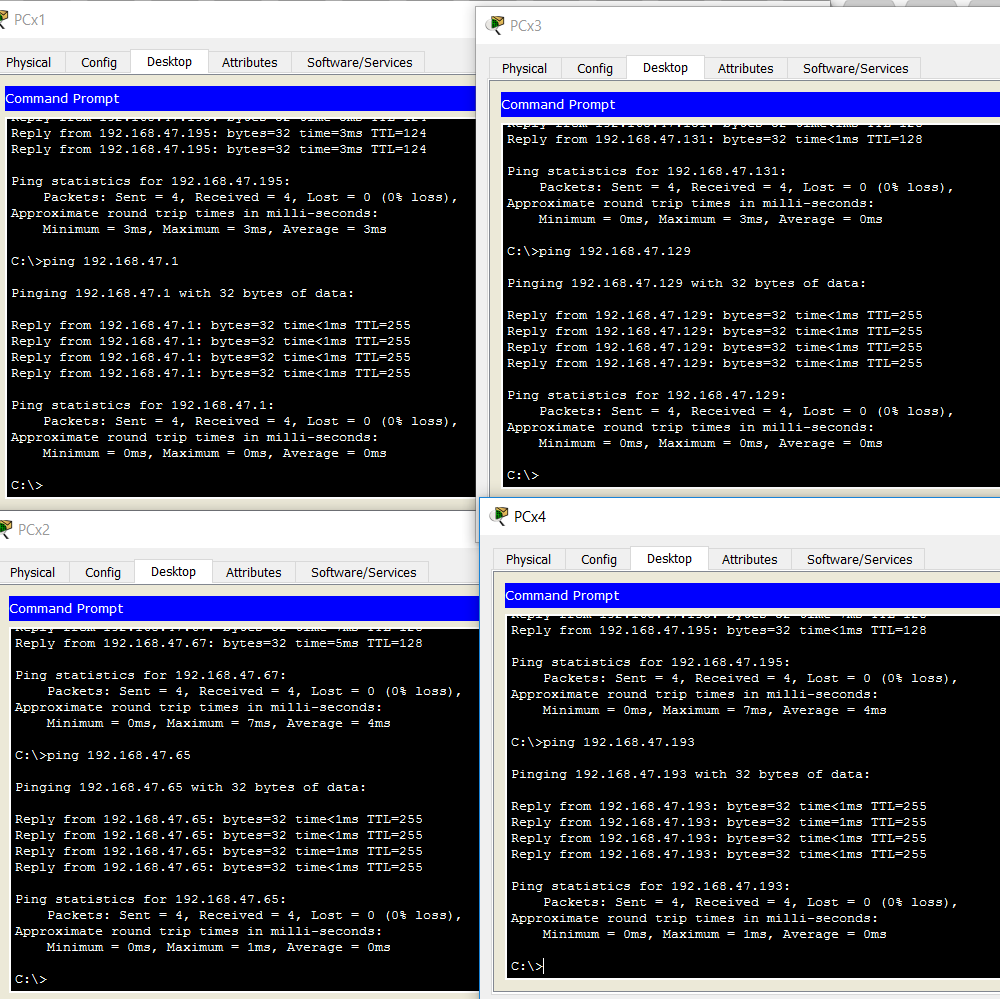 PCx1
Physical Config Desktop Attributes Software/Services
Command Prompt
Reply from 192.168.47.195: bytes=32 time=3ms TTL=124
Reply from 192.168.47.195: bytes=32 time=3ms TTL=124
Ping statistics for 192.168.47.195:
Packets: Sent = 4, Received = 4, Lost = 0 (0% loss),
Approximate round trip times in milli-seconds:
Minimum = 3ms, Maximum = 3ms, Average = 3ms
C:\>ping 192.168.47.1
Pinging 192.168.47.1 with 32 bytes of data:
Reply from 192.168.47.1: bytes=32 time<1ms TTL=255
Reply from 192.168.47.1: bytes=32 time<1ms TTL=255
Reply from 192.168.47.1: bytes=32 time<1ms TTL=255
Reply from 192.168.47.1: bytes=32 time<1ms TTL=255
Ping statistics for 192.168.47.1:
Packets: Sent = 4, Received = 4, Lost = 0 (0% loss),
Approximate round trip times in milli-seconds:
Minimum = 0ms, Maximum = 0ms, Average = 0ms
C:\>
PCx3
Physical Config Desktop Attributes Software/Services
Command Prompt
Reply from 192.168.47.131: bytes=32 time<1ms TTL=128
Ping statistics for 192.168.47.131:
Packets: Sent = 4, Received = 4, Lost = 0 (0% loss),
Approximate round trip times in milli-seconds:
Minimum = 0ms, Maximum = 3ms, Average = 0ms
C:\>ping 192.168.47.129
Pinging 192.168.47.129 with 32 bytes of data:
Reply from 192.168.47.129: bytes=32 time<1ms TTL=255
Reply from 192.168.47.129: bytes=32 time<1ms TTL=255
Reply from 192.168.47.129: bytes=32 time<1ms TTL=255
Reply from 192.168.47.129: bytes=32 time<1ms TTL=255
Ping statistics for 192.168.47.129:
Packets: Sent = 4, Received = 4, Lost = 0 (0% loss),
Approximate round trip times in milli-seconds:
Minimum = 0ms, Maximum = 0ms, Average = 0ms
C:\>
PCx2
Physical Config Desktop Attributes Software/Services
Command Prompt
Reply from 192.168.47.67: bytes=32 time=5ms TTL=128
Ping statistics for 192.168.47.67:
Packets: Sent = 4, Received = 4, Lost = 0 (0% loss),
Approximate round trip times in milli-seconds:
Minimum = 0ms, Maximum = 7ms, Average = 4ms
C:\>ping 192.168.47.65
Pinging 192.168.47.65 with 32 bytes of data:
Reply from 192.168.47.65: bytes=32 time<1ms TTL=255
Reply from 192.168.47.65: bytes=32 time<1ms TTL=255
Reply from 192.168.47.65: bytes=32 time=1ms TTL=255
Reply from 192.168.47.65: bytes=32 time<1ms TTL=255
Ping statistics for 192.168.47.65:
Packets: Sent = 4, Received = 4, Lost = 0 (0% loss),
Approximate round trip times in milli-seconds:
Minimum = 0ms, Maximum = 1ms, Average = 0ms
C:\>
PCx4
Physical Config Desktop Attributes Software/Services
Command Prompt
Reply from 192.168.47.195: bytes=32 time<1ms TTL=128
Ping statistics for 192.168.47.195:
Packets: Sent = 4, Received = 4, Lost = 0 (0% loss),
Approximate round trip times in milli-seconds:
Minimum = 0ms, Maximum = 7ms, Average = 4ms
C:\>ping 192.168.47.193
Pinging 192.168.47.193 with 32 bytes of data:
Reply from 192.168.47.193: bytes=32 time<1ms TTL=255
Reply from 192.168.47.193: bytes=32 time=1ms TTL=255
Reply from 192.168.47.193: bytes=32 time<1ms TTL=255
Reply from 192.168.47.193: bytes=32 time<1ms TTL=255
Ping statistics for 192.168.47.193:
Packets: Sent = 4, Received = 4, Lost = 0 (0% loss),
Approximate round trip times in milli-seconds:
Minimum = 0ms, Maximum = 1ms, Average = 0ms
C:\>